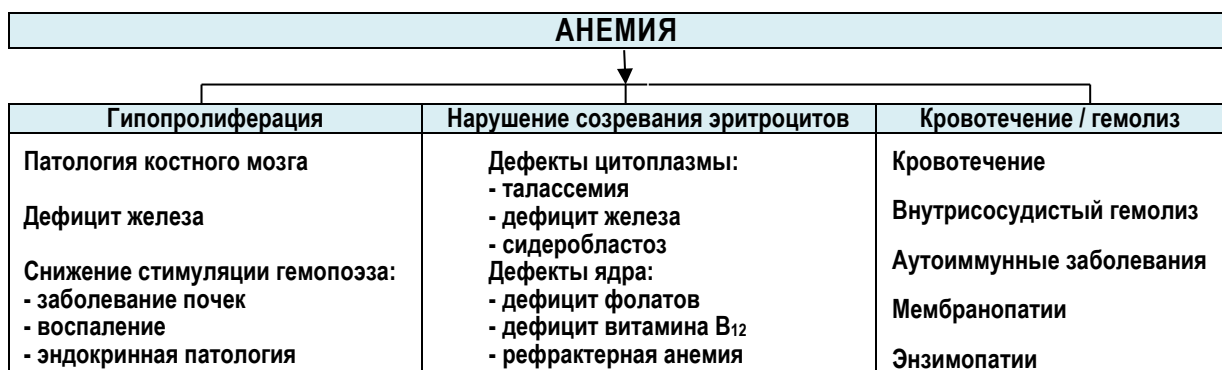 АНЕМИЯ
Гипопролиферация
Нарушение созревания эритроцитов
Кровотечение / гемолиз
Патология костного мозга
Дефицит железа
Снижение стимуляции гемопоэза:
- заболевание почек
- воспаление
- эндокринная патология
Дефекты цитоплазмы:
- талассемия
- дефицит железа
- сидеробластоз
Дефекты ядра:
- дефицит фолатов
- дефицит витамина В₁₂
- рефрактерная анемия
Кровотечение
Внутрисосудистый гемолиз
Аутоиммунные заболевания
Мембранопатии
Энзимопатии